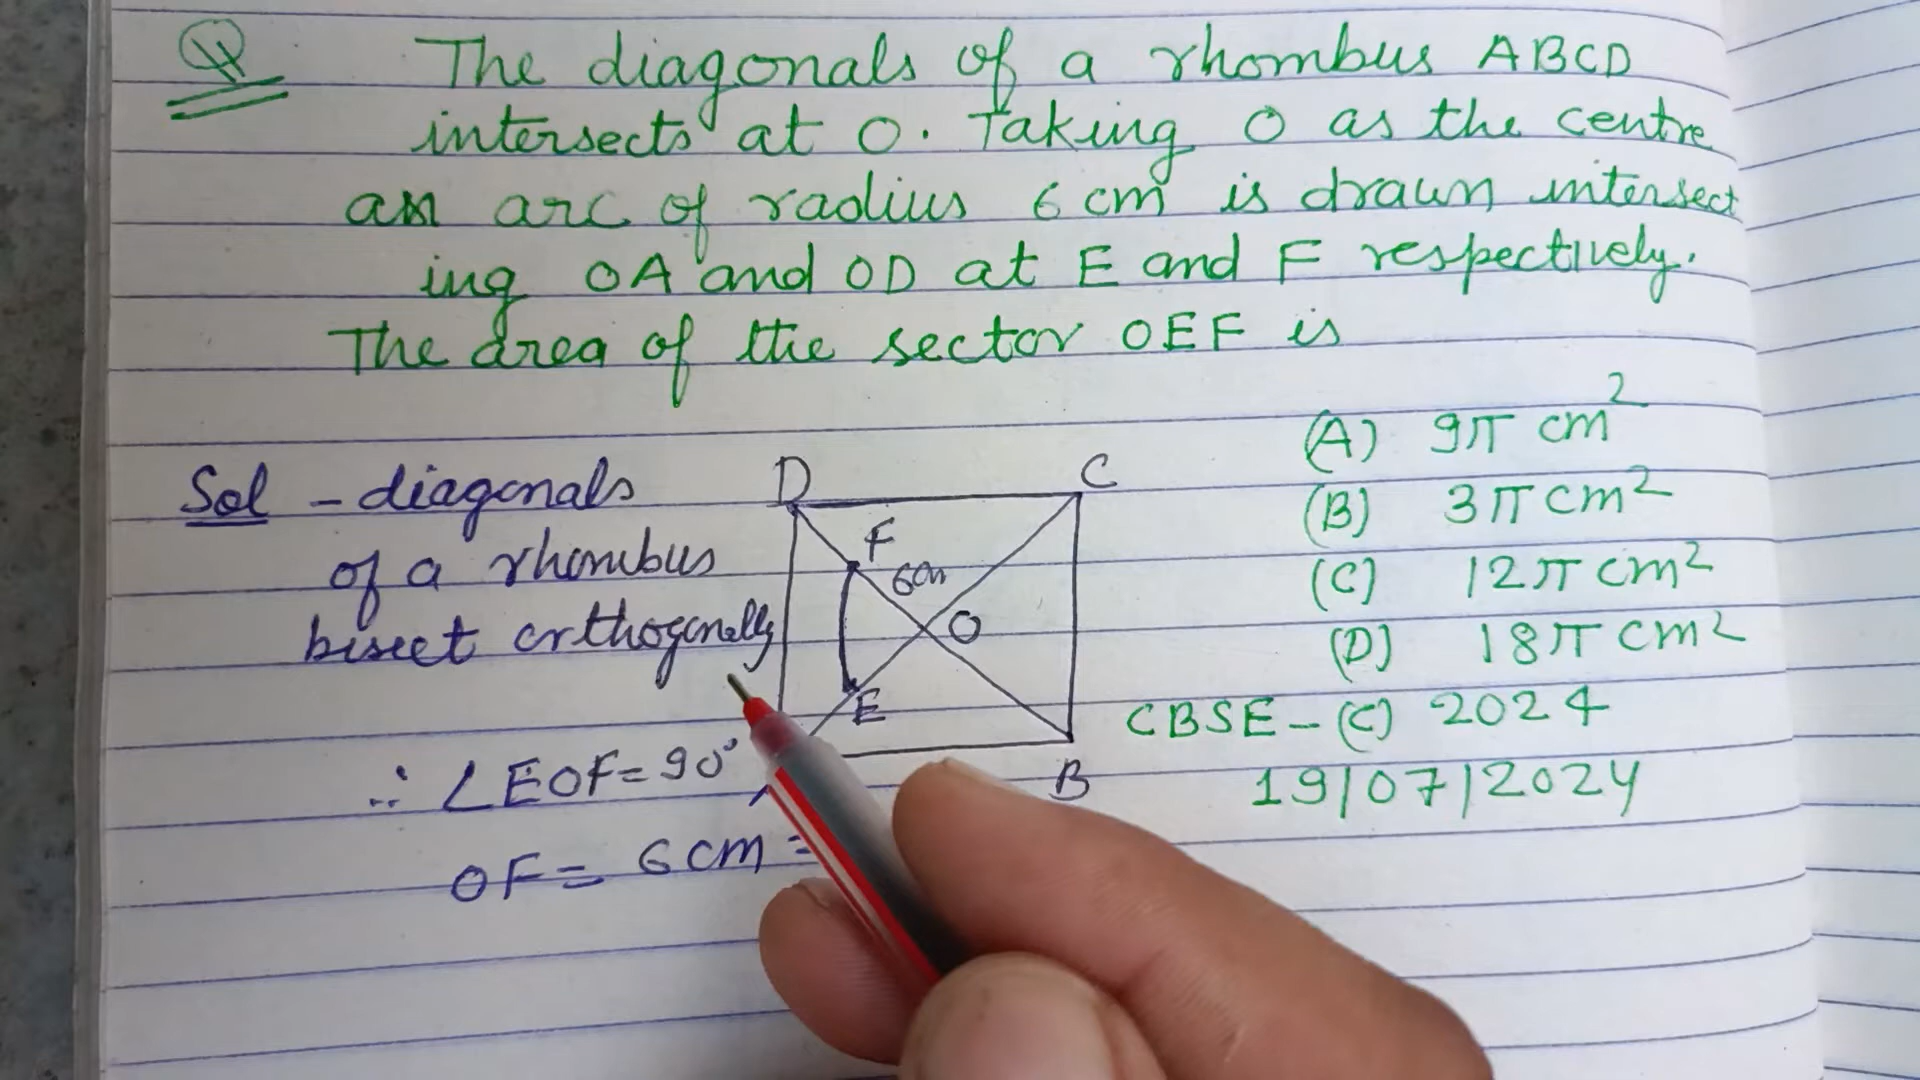 Q The diagonals of a rhombus ABCD
intersects at O. Taking O as the centre
an arc of radius 6 cm is drawn intersect
ing OA and OD at E and F respectively.
The area of the sector OEF is
(A) 9π cm²
(B) 3π cm²
(C) 12π cm²
(D) 18π cm²
CBSE-(C) 2024
19/07/2024
Sol - diagonals
of a rhombus
bisect orthogonally
∴ ∠EOF=90°
OF= 6cm =
D
C
F
6cm
O
E
B